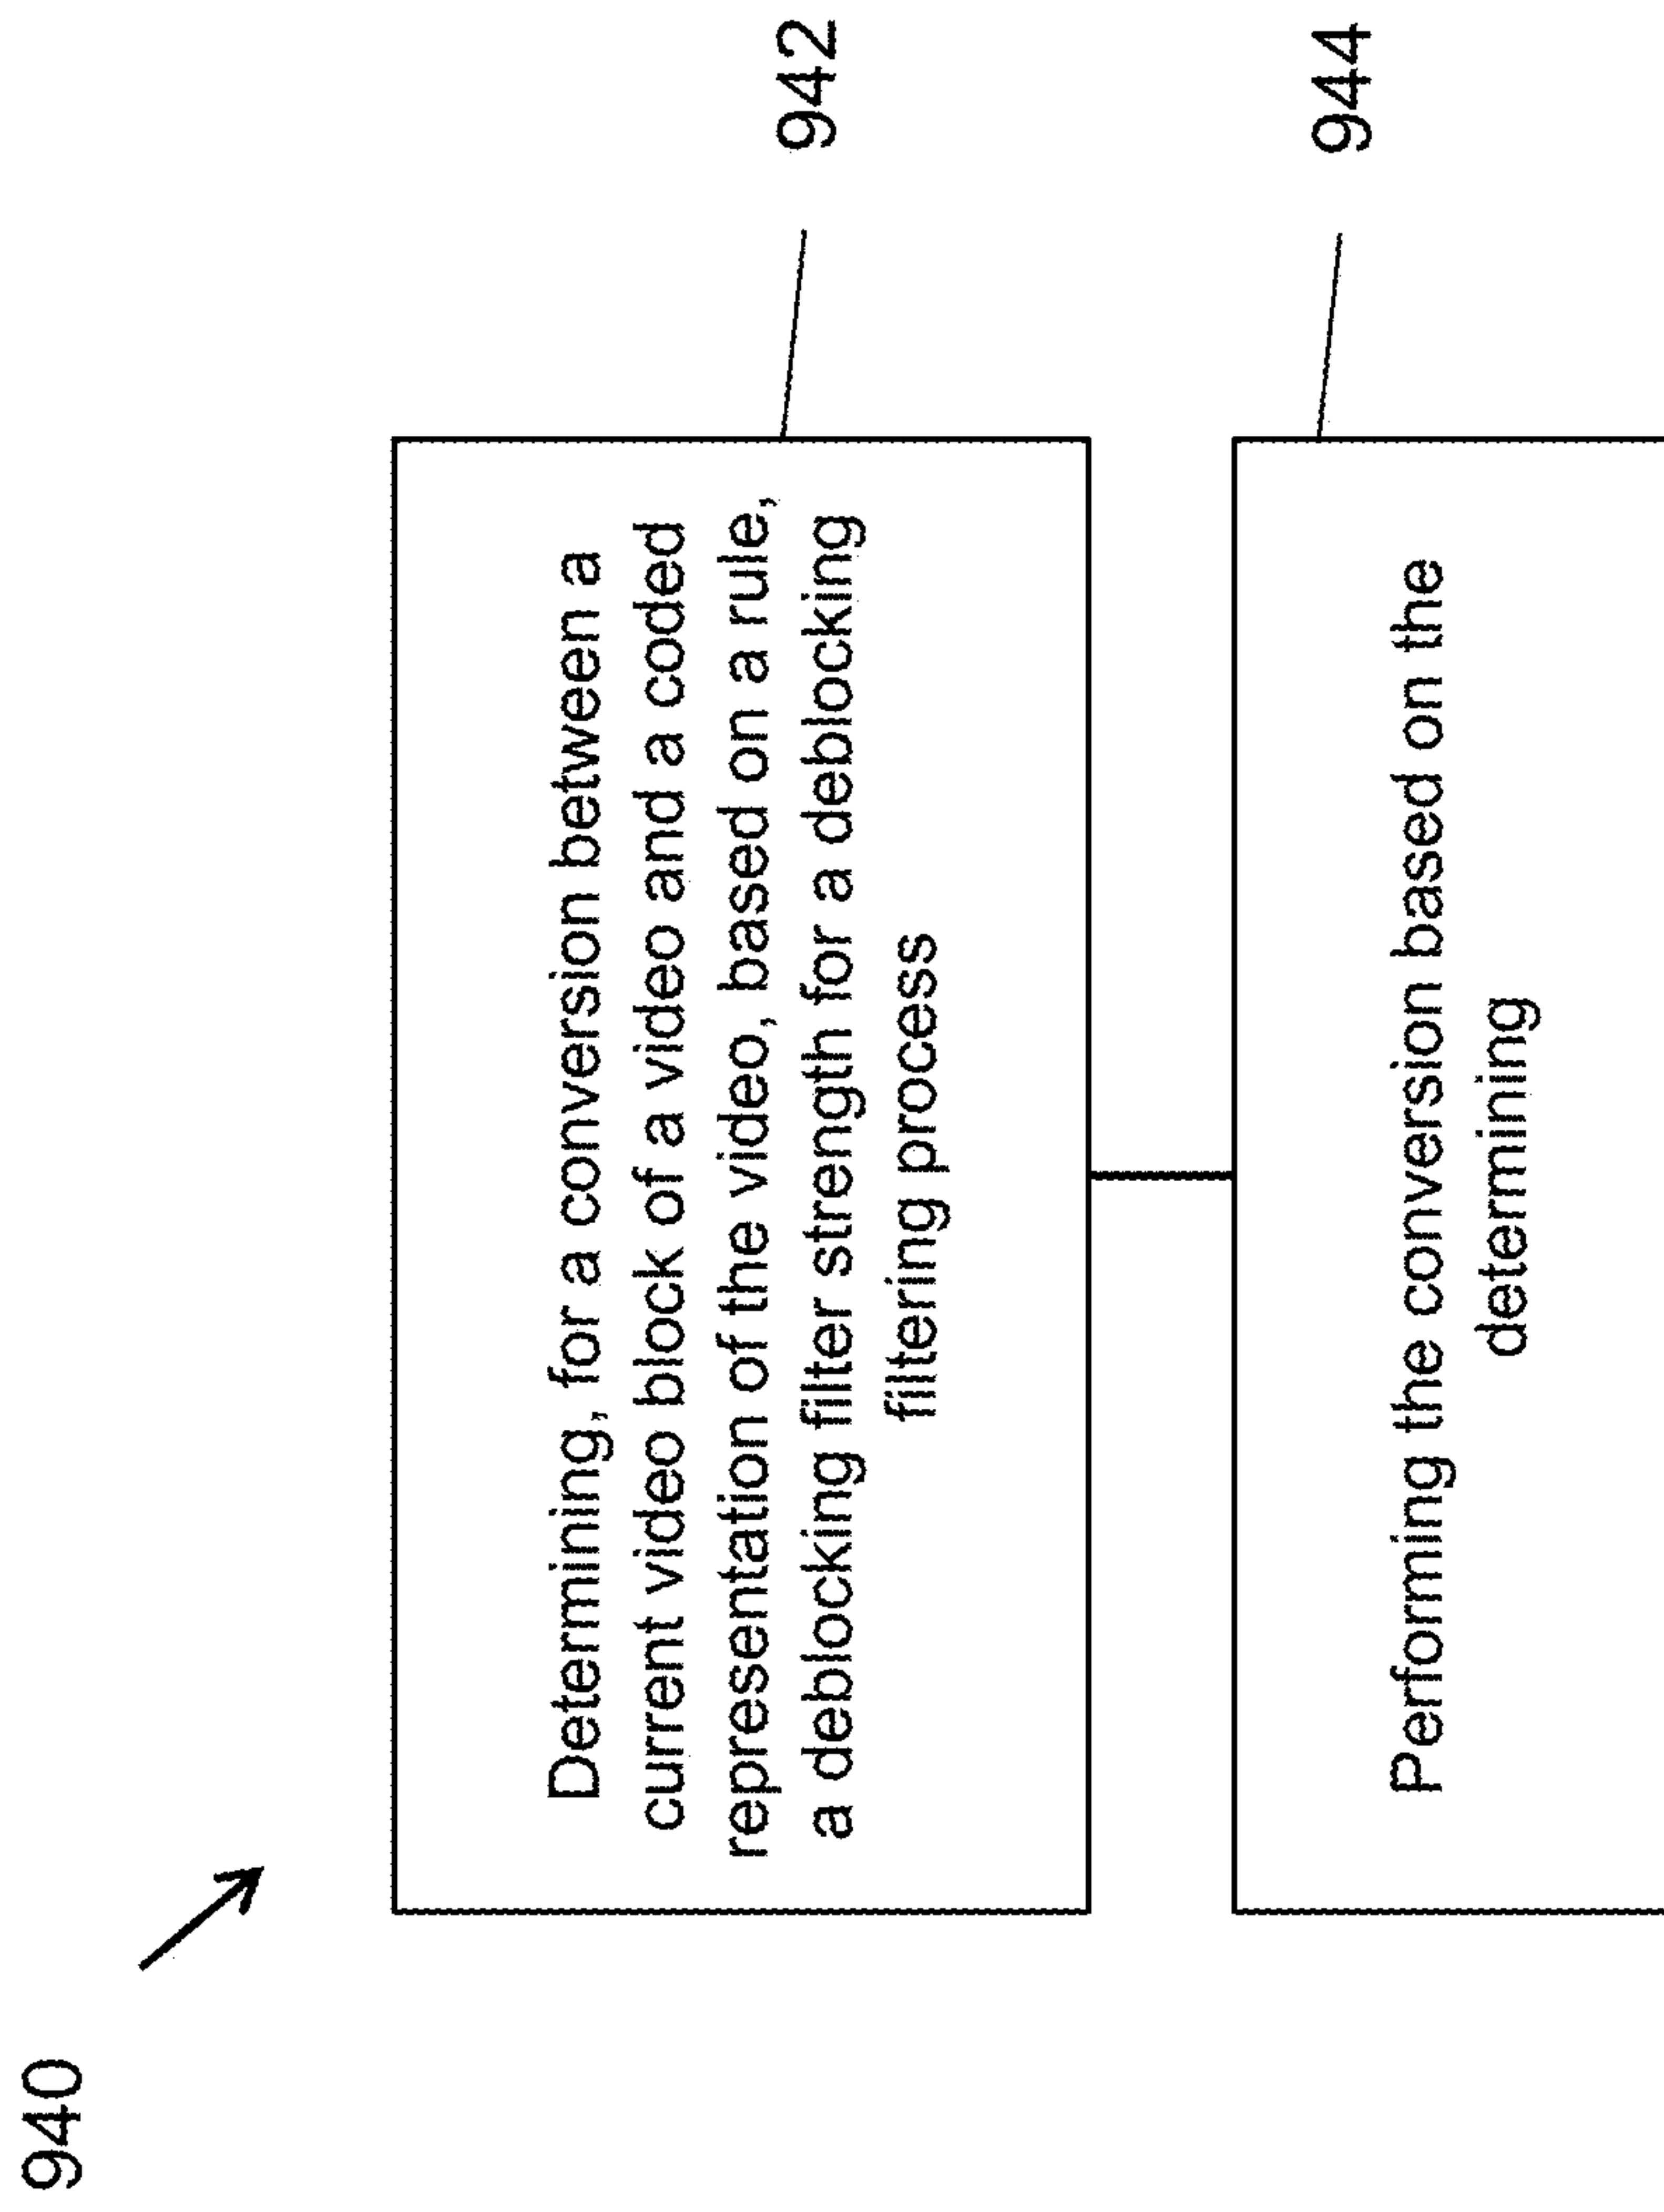 940
Determining, for a conversion between a
current video block of a video and a coded
representation of the video, based on a rule,
a deblocking filter strength for a deblocking
filtering process
942
Performing the conversion based on the
determining
944